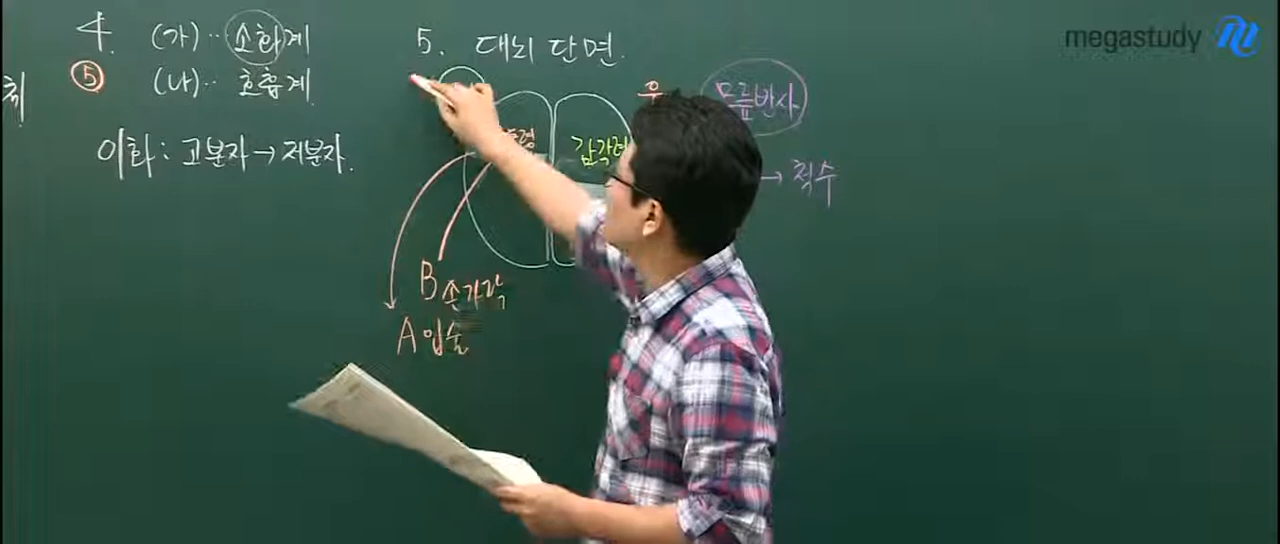 4. (가)‥ 소화계
⑤ (나)‥ 호흡계
척
이화 : 고분자 → 저분자.
5. 대뇌 단면.
우
무릎반사
감각령
→ 척수
B 손가락
A 입술
megastudy